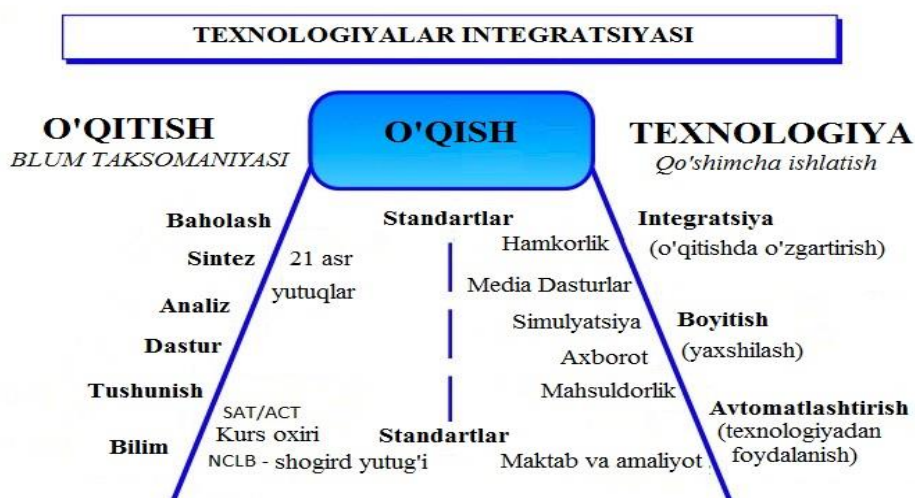 TEXNOLOGIYALAR INTEGRATSIYASI
O'QITISH
BLUM TAKSOMANIYASI
O'QISH
TEXNOLOGIYA
Qo'shimcha ishlatish
Baholash
Sintez
Analiz
Dastur
Tushunish
Bilim
21 asr
yutuqlar
SAT/ACT
Kurs oxiri
NCLB - shogird yutug'i
Standartlar
Standartlar
Hamkorlik
Media Dasturlar
Simulyatsiya
Axborot
Mahsuldorlik
Maktab va amaliyot
Integratsiya
(o'qitishda o'zgartirish)
Boyitish
(yaxshilash)
Avtomatlashtirish
(texnologiyadan
foydalanish)